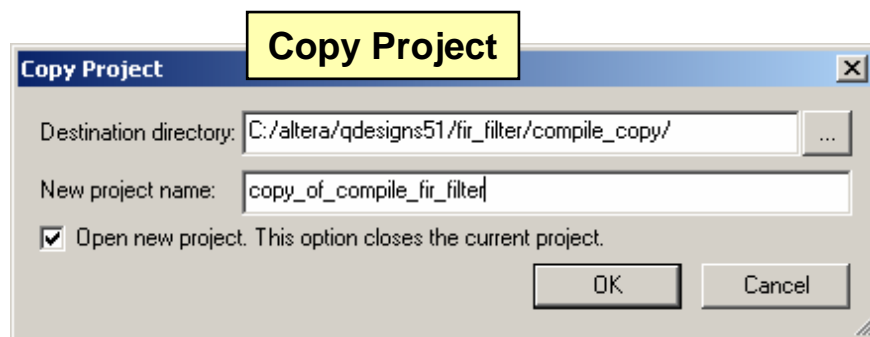 Copy Project
Copy Project
Destination directory: C:/altera/qdesigns51/fir_filter/compile_copy/ ...
New project name: copy_of_compile_fir_filter
Open new project. This option closes the current project.
OK Cancel